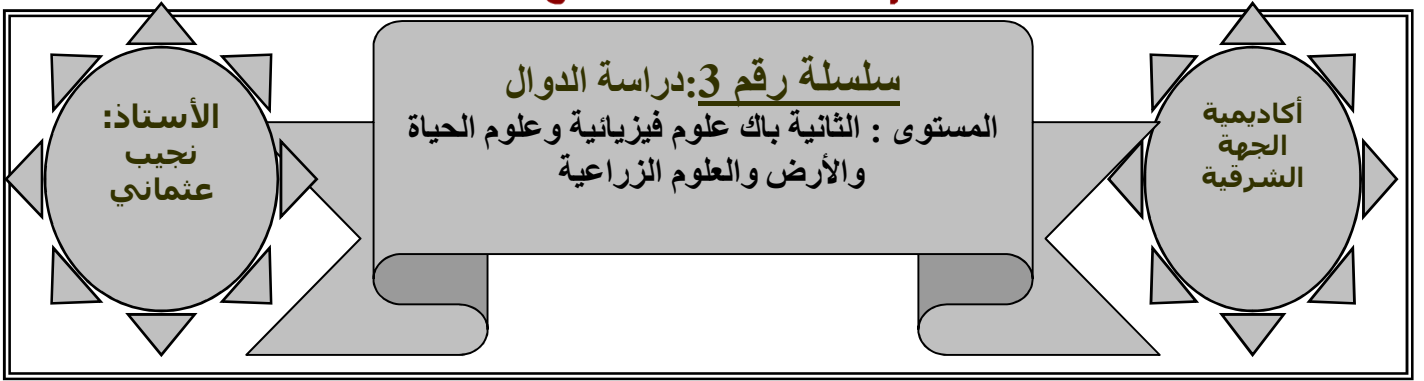 أكاديمية
الجهة
الشرقية
سلسلة رقم 3:دراسة الدوال
المستوى : الثانية باك علوم فيزيائية وعلوم الحياة
والأرض والعلوم الزراعية
الأستاذ:
نجيب
عثماني